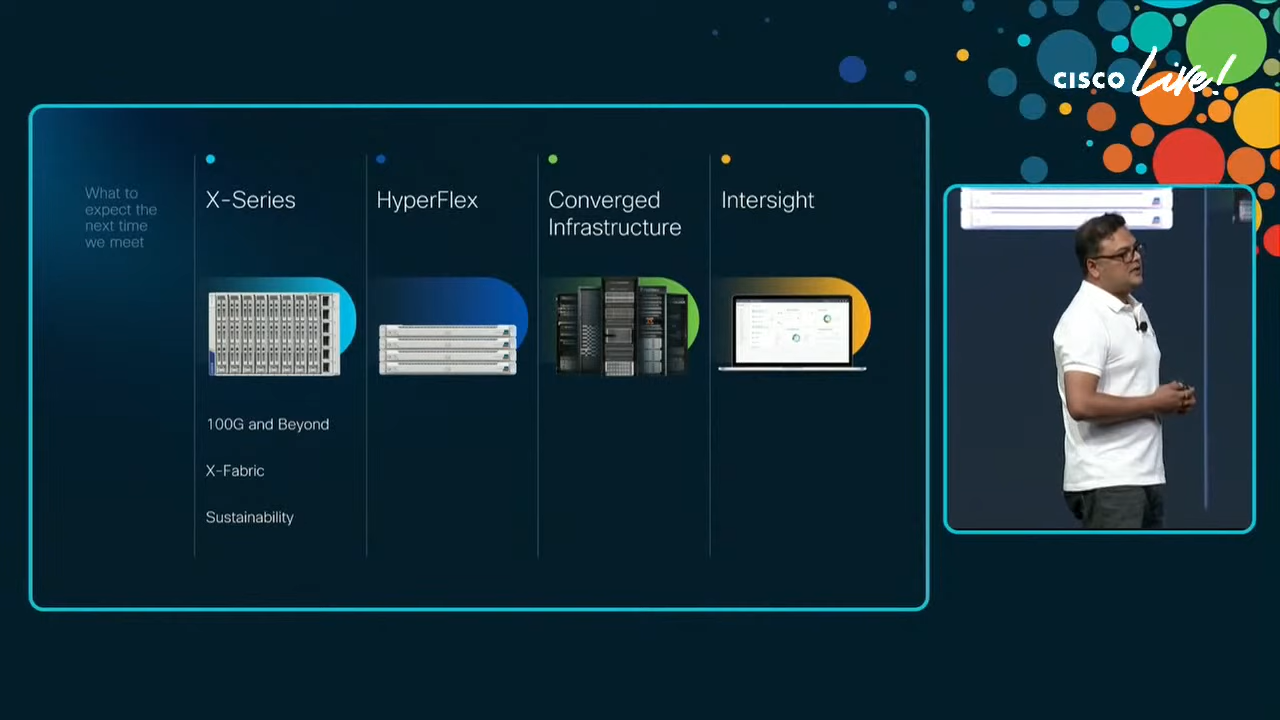 CISCO Live!
What to
expect the
next time
we meet
X-Series
100G and Beyond
X-Fabric
Sustainability
HyperFlex
Converged
Infrastructure
Intersight